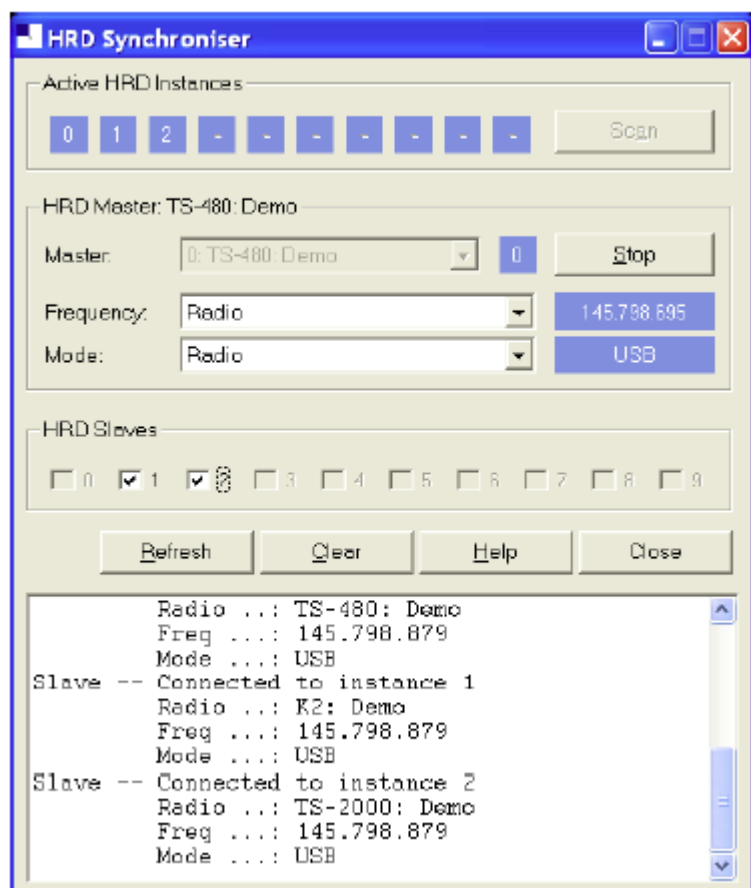 HRD Synchroniser
Active HRD Instances
0 1 2 - - - - - - - Scan
HRD Master: TS-480: Demo
Master: 0: TS-480: Demo 0 Stop
Frequency: Radio 145.798.695
Mode: Radio USB
HRD Slaves
0 1 2 3 4 5 6 7 8 9
Refresh Clear Help Close
Radio ..: TS-480: Demo
Freq ...: 145.798.879
Mode ...: USB
Slave -- Connected to instance 1
Radio ..: K2: Demo
Freq ...: 145.798.879
Mode ...: USB
Slave -- Connected to instance 2
Radio ..: TS-2000: Demo
Freq ...: 145.798.879
Mode ...: USB